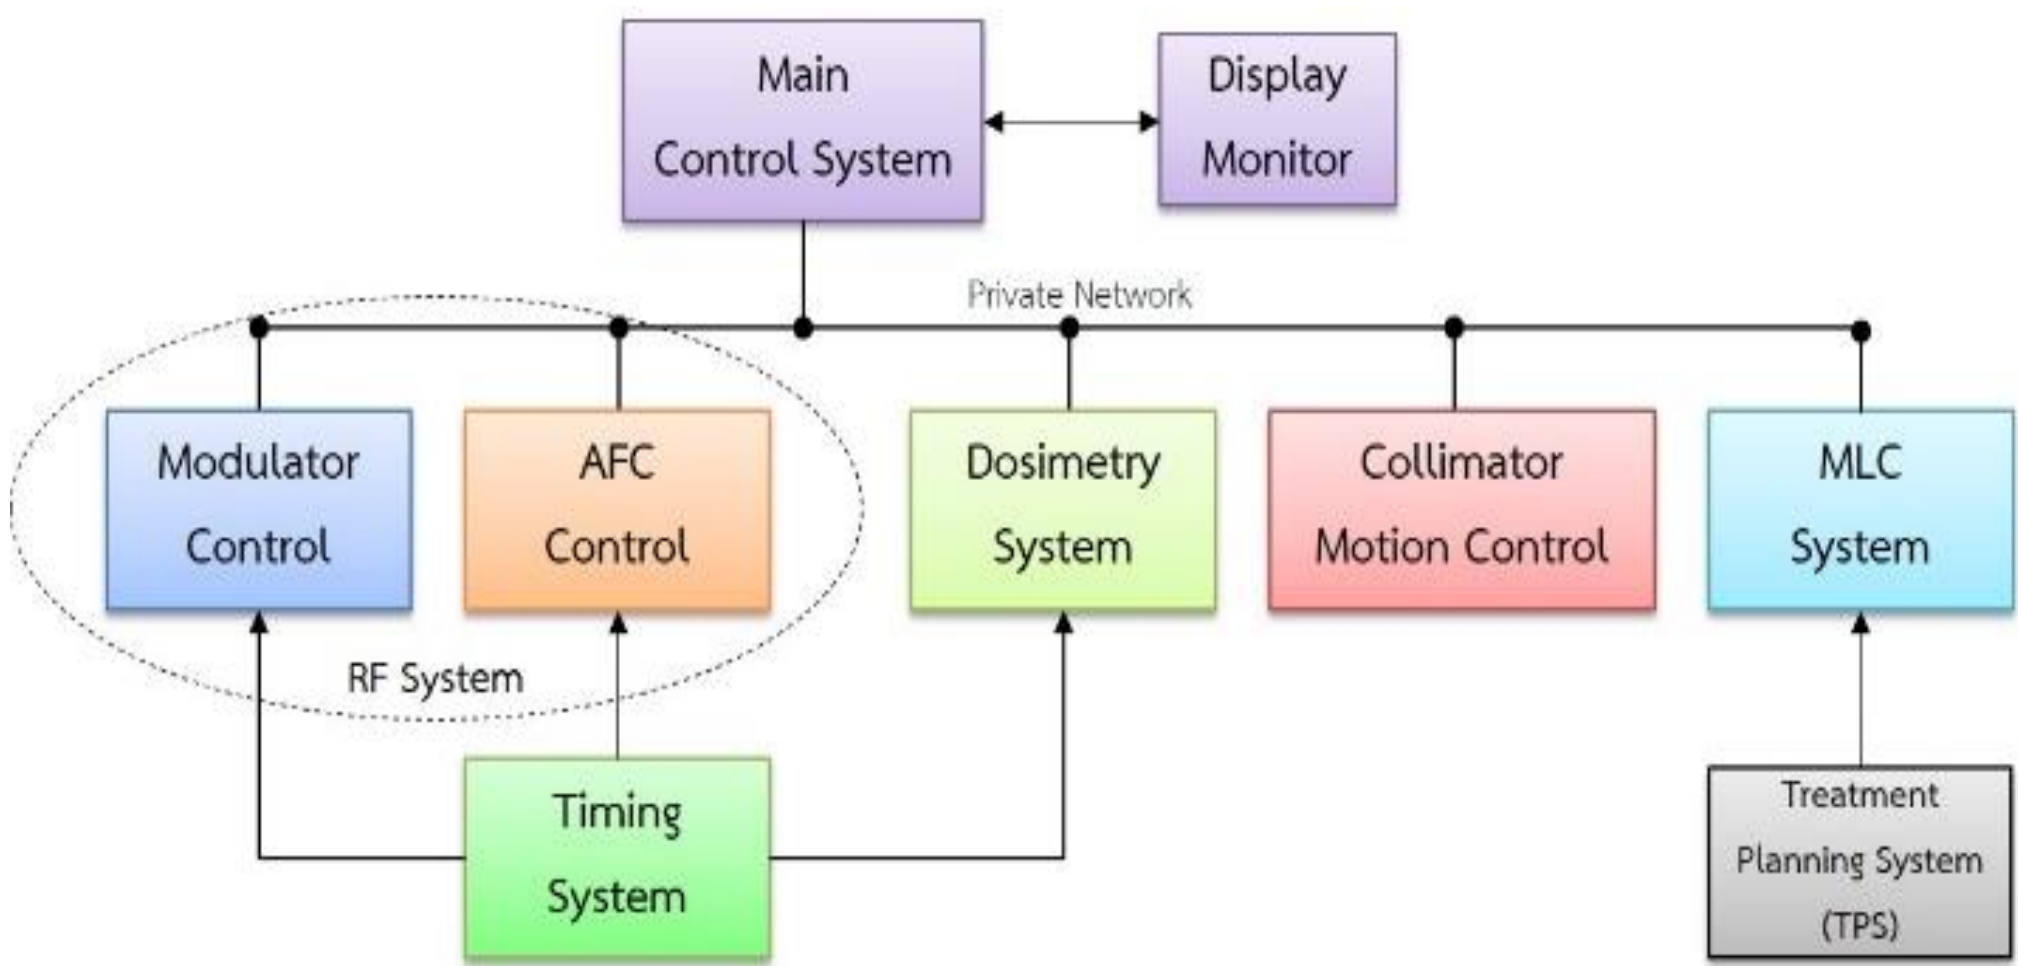 Main
Control System
Display
Monitor
Private Network
Modulator
Control
AFC
Control
Dosimetry
System
Collimator
Motion Control
MLC
System
RF System
Timing
System
Treatment
Planning System
(TPS)